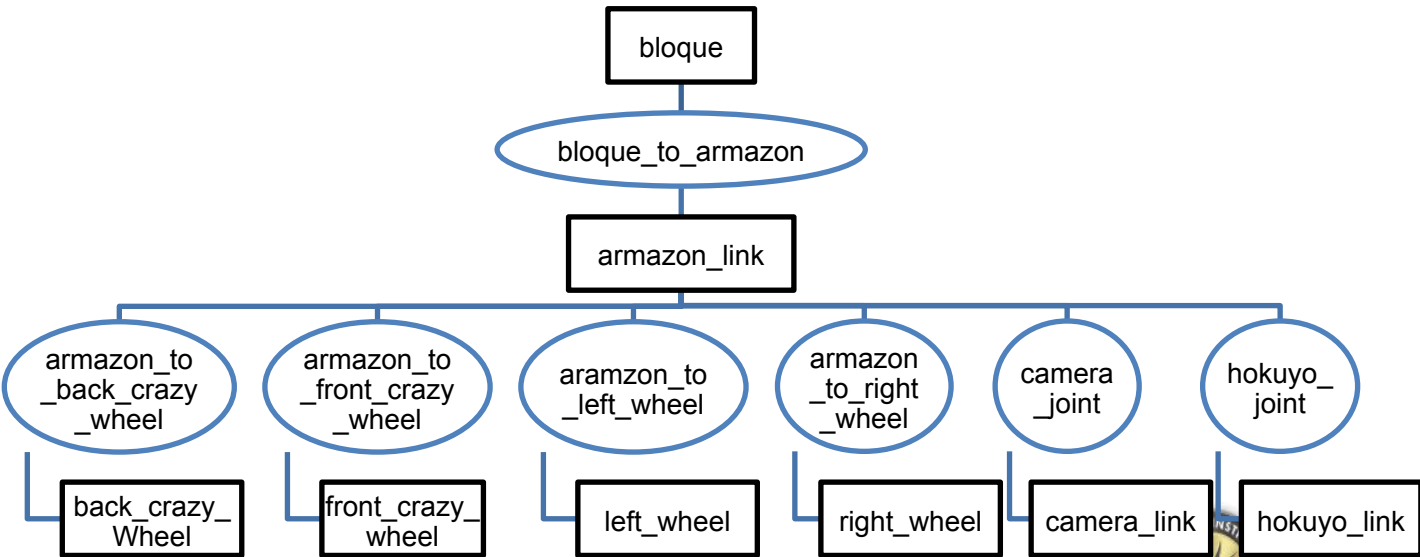 bloque
bloque_to_armazon
armazon_link
armazon_to
_back_crazy
_wheel
armazon_to
_front_crazy
_wheel
aramzon_to
_left_wheel
armazon
_to_right
_wheel
camera
_joint
hokuyo_
joint
back_crazy_
Wheel
front_crazy_
wheel
left_wheel
right_wheel
camera_link
hokuyo_link